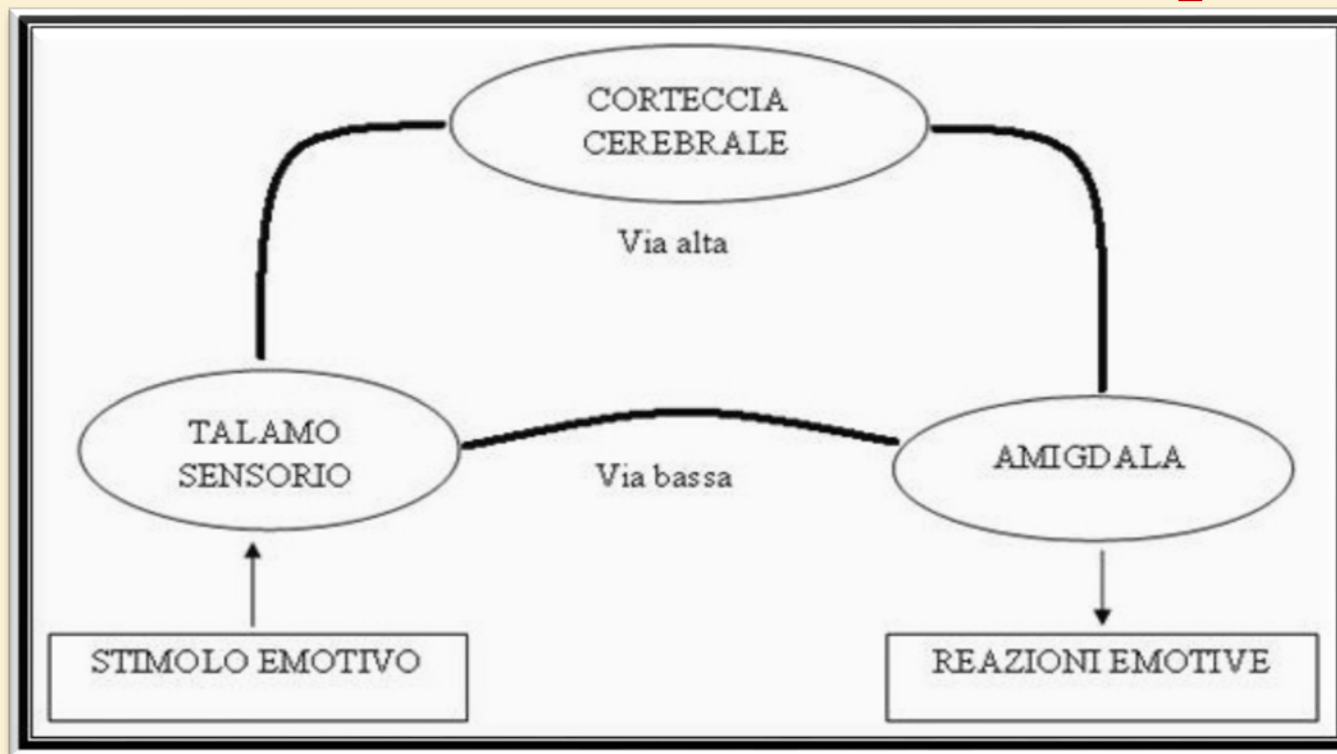 CORTECCIA
CEREBRALE
Via alta
TALAMO
SENSORIO
Via bassa
AMIGDALA
STIMOLO EMOTIVO
REAZIONI EMOTIVE